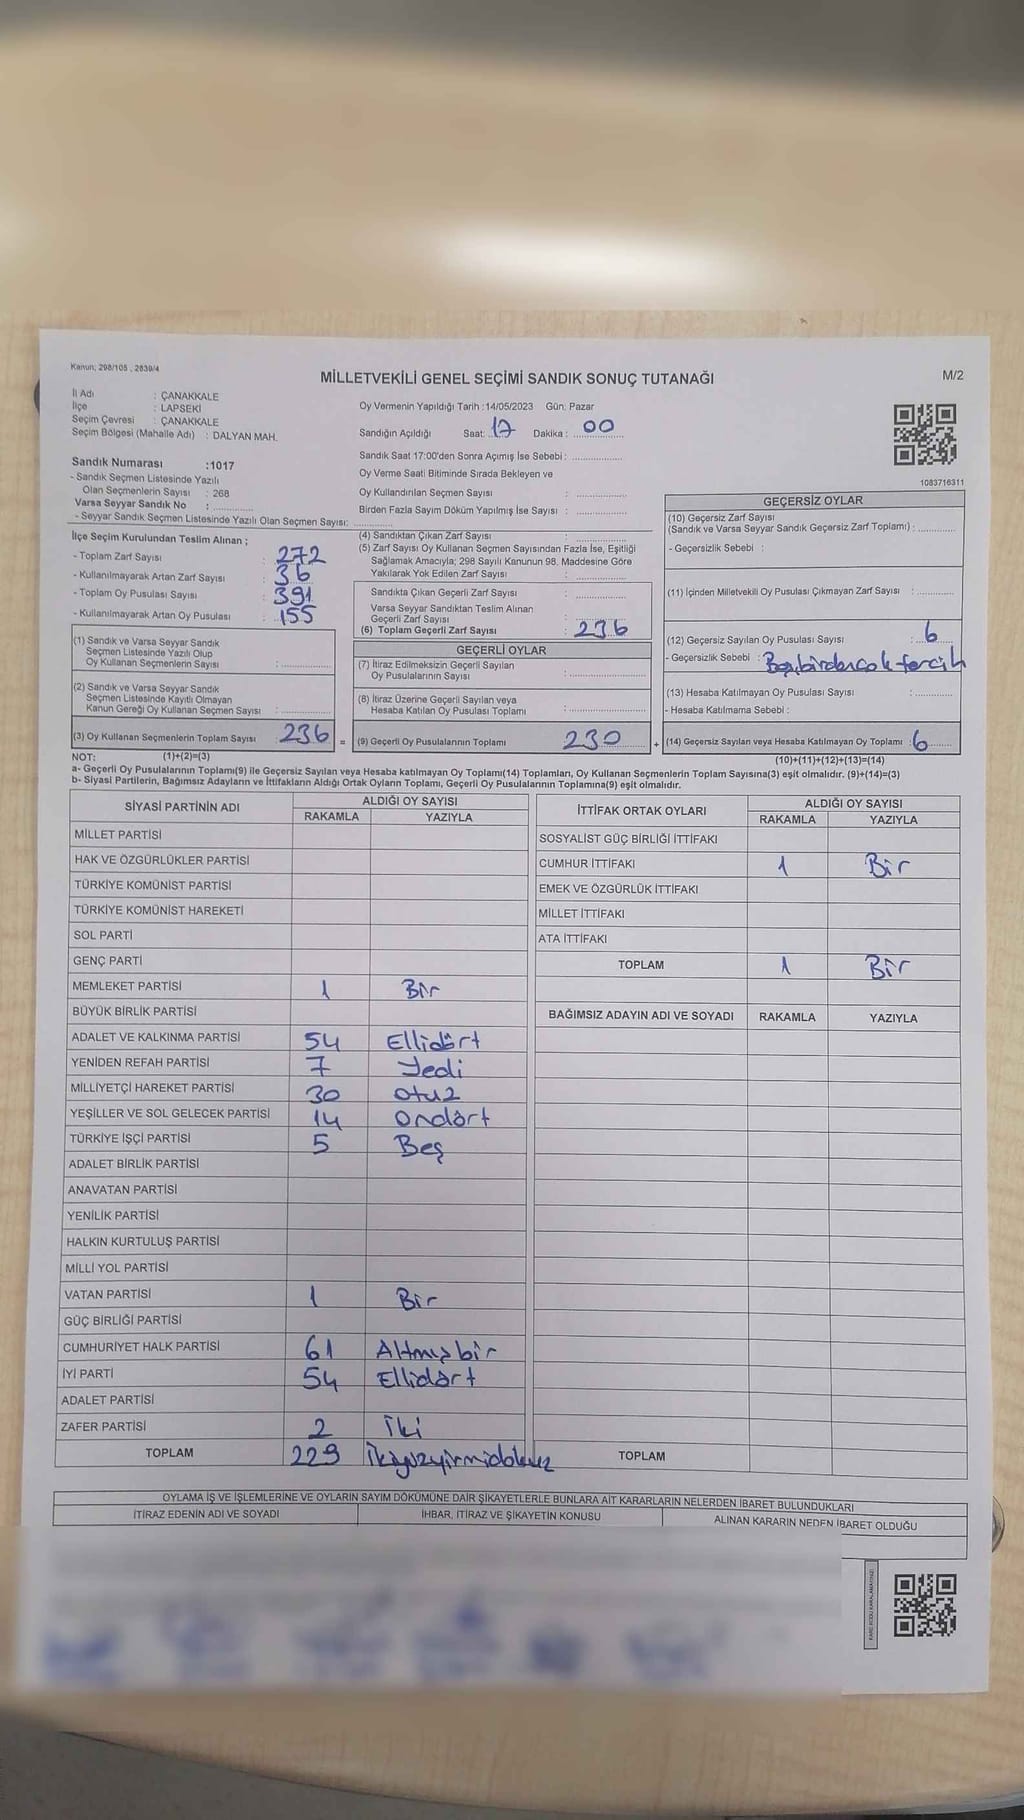 Kanun; 298/105 , 2839/4
MİLLETVEKİLİ GENEL SEÇİMİ SANDIK SONUÇ TUTANAĞI
M/2
İl Adı : ÇANAKKALE
İlçe : LAPSEKİ
Seçim Çevresi : ÇANAKKALE
Seçim Bölgesi (Mahalle Adı) : DALYAN MAH.
Oy Vermenin Yapıldığı Tarih :14/05/2023 Gün: Pazar
Sandığın Açıldığı Saat: 17 Dakika : 00
Sandık Saat 17:00'den Sonra Açımış İse Sebebi :
Oy Verme Saati Bitiminde Sırada Bekleyen ve
Oy Kullandırılan Seçmen Sayısı :
Birden Fazla Sayım Döküm Yapılmış İse Sayısı :
1083716311
Sandık Numarası :1017
- Sandık Seçmen Listesinde Yazılı
Olan Seçmenlerin Sayısı : 268
Varsa Seyyar Sandık No :
- Seyyar Sandık Seçmen Listesinde Yazılı Olan Seçmen Sayısı:
İlçe Seçim Kurulundan Teslim Alınan ;
- Toplam Zarf Sayısı : 272
- Kullanılmayarak Artan Zarf Sayısı : 36
- Toplam Oy Pusulası Sayısı : 391
- Kullanılmayarak Artan Oy Pusulası : 155
(1) Sandık ve Varsa Seyyar Sandık
Seçmen Listesinde Yazılı Olup
Oy Kullanan Seçmenlerin Sayısı :
(2) Sandık ve Varsa Seyyar Sandık
Seçmen Listesinde Kayıtlı Olmayan
Kanun Gereği Oy Kullanan Seçmen Sayısı :
(3) Oy Kullanan Seçmenlerin Toplam Sayısı : 236 =
(4) Sandıktan Çıkan Zarf Sayısı :
(5) Zarf Sayısı Oy Kullanan Seçmen Sayısından Fazla İse, Eşitliği
Sağlamak Amacıyla; 298 Sayılı Kanunun 98. Maddesine Göre
Yakılarak Yok Edilen Zarf Sayısı :
Sandıkta Çıkan Geçerli Zarf Sayısı :
Varsa Seyyar Sandıktan Teslim Alınan
Geçerli Zarf Sayısı :
(6) Toplam Geçerli Zarf Sayısı : 236
GEÇERLİ OYLAR
(7) İtiraz Edilmeksizin Geçerli Sayılan
Oy Pusulalarının Sayısı :
(8) İtiraz Üzerine Geçerli Sayılan veya
Hesaba Katılan Oy Pusulası Toplamı :
(9) Geçerli Oy Pusulalarının Toplamı : 230 +
GEÇERSİZ OYLAR
(10) Geçersiz Zarf Sayısı
(Sandık ve Varsa Seyyar Sandık Geçersiz Zarf Toplamı) :
- Geçersizlik Sebebi :
(11) İçinden Milletvekili Oy Pusulası Çıkmayan Zarf Sayısı :
(12) Geçersiz Sayılan Oy Pusulası Sayısı : 6
- Geçersizlik Sebebi :
(13) Hesaba Katılmayan Oy Pusulası Sayısı :
- Hesaba Katılmama Sebebi :
(14) Geçersiz Sayılan veya Hesaba Katılmayan Oy Toplamı : 6
NOT: (1)+(2)=(3)
(10)+(11)+(12)+(13)=(14)
a- Geçerli Oy Pusulalarının Toplamı(9) ile Geçersiz Sayılan veya Hesaba katılmayan Oy Toplamı(14) Toplamları, Oy Kullanan Seçmenlerin Toplam Sayısına(3) eşit olmalıdır. (9)+(14)=(3)
b- Siyasi Partilerin, Bağımsız Adayların ve İttifakların Aldığı Ortak Oyların Toplamı, Geçerli Oy Pusulalarının Toplamına(9) eşit olmalıdır.
SİYASİ PARTİNİN ADI ALDIĞI OY SAYISI
RAKAMLA YAZIYLA
MİLLET PARTİSİ
HAK VE ÖZGÜRLÜKLER PARTİSİ
TÜRKİYE KOMÜNİST PARTİSİ
TÜRKİYE KOMÜNİST HAREKETİ
SOL PARTİ
GENÇ PARTİ
MEMLEKET PARTİSİ 1 Bir
BÜYÜK BİRLİK PARTİSİ
ADALET VE KALKINMA PARTİSİ 54 Ellidört
YENİDEN REFAH PARTİSİ 7 Yedi
MİLLİYETÇİ HAREKET PARTİSİ 30 otuz
YEŞİLLER VE SOL GELECEK PARTİSİ 14 ondört
TÜRKİYE İŞÇİ PARTİSİ 5 Beş
ADALET BİRLİK PARTİSİ
ANAVATAN PARTİSİ
YENİLİK PARTİSİ
HALKIN KURTULUŞ PARTİSİ
MİLLİ YOL PARTİSİ
VATAN PARTİSİ 1 Bir
GÜÇ BİRLİĞİ PARTİSİ
CUMHURİYET HALK PARTİSİ 61 Altmışbir
İYİ PARTİ 54 Ellidört
ADALET PARTİSİ
ZAFER PARTİSİ 2 İki
TOPLAM 229 İkiyüzyirmidokuz
İTTİFAK ORTAK OYLARI ALDIĞI OY SAYISI
RAKAMLA YAZIYLA
SOSYALİST GÜÇ BİRLİĞİ İTTİFAKI
CUMHUR İTTİFAKI 1 Bir
EMEK VE ÖZGÜRLÜK İTTİFAKI
MİLLET İTTİFAKI
ATA İTTİFAKI
TOPLAM 1 Bir
BAĞIMSIZ ADAYIN ADI VE SOYADI RAKAMLA YAZIYLA
TOPLAM
OYLAMA İŞ VE İŞLEMLERİNE VE OYLARIN SAYIM DÖKÜMÜNE DAİR ŞİKAYETLERLE BUNLARA AİT KARARLARIN NELERDEN İBARET BULUNDUKLARI
İTİRAZ EDENİN ADI VE SOYADI İHBAR, İTİRAZ VE ŞİKAYETİN KONUSU ALINAN KARARIN NEDEN İBARET OLDUĞU